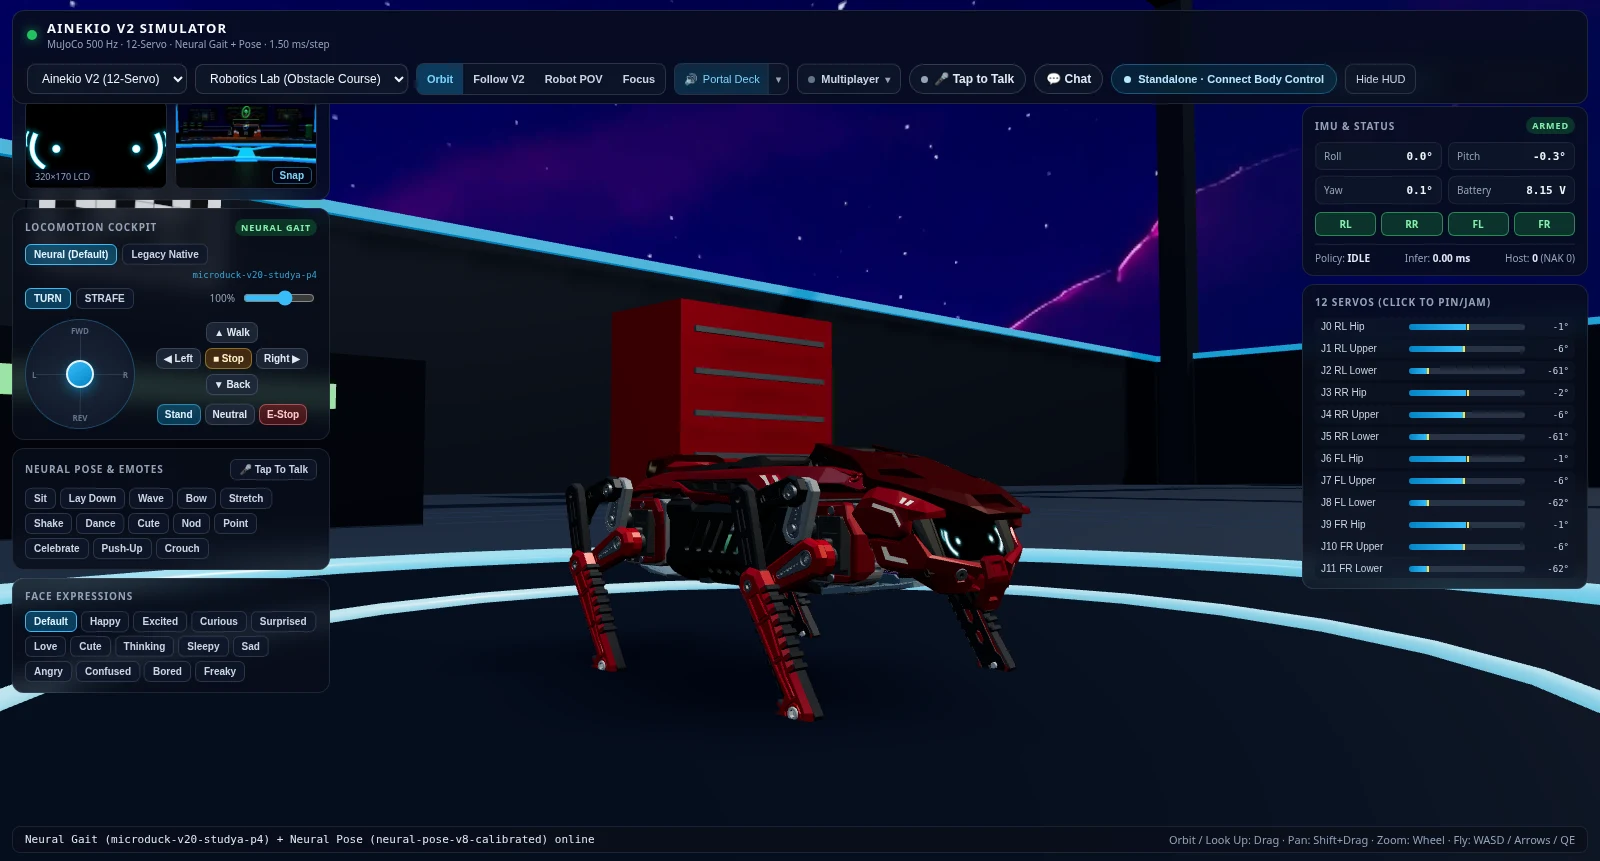 AINEKIO V2 SIMULATOR
MuJoCo 500 Hz · 12-Servo · Neural Gait + Pose · 1.50 ms/step
Ainekio V2 (12-Servo)
Robotics Lab (Obstacle Course)
Orbit
Follow V2
Robot POV
Focus
🔊 Portal Deck ▾
Multiplayer ▾
🎤 Tap to Talk
💬 Chat
Standalone · Connect Body Control
Hide HUD
320×170 LCD
Snap
LOCOMOTION COCKPIT
NEURAL GAIT
Neural (Default)
Legacy Native
microduck-v20-studya-p4
TURN
STRAFE
100%
FWD
L
R
REV
▲ Walk
◀ Left
■ Stop
Right ▶
▼ Back
Stand
Neutral
E-Stop
NEURAL POSE & EMOTES
🎤 Tap To Talk
Sit
Lay Down
Wave
Bow
Stretch
Shake
Dance
Cute
Nod
Point
Celebrate
Push-Up
Crouch
FACE EXPRESSIONS
Default
Happy
Excited
Curious
Surprised
Love
Cute
Thinking
Sleepy
Sad
Angry
Confused
Bored
Freaky
IMU & STATUS
ARMED
Roll 0.0°
Pitch -0.3°
Yaw 0.1°
Battery 8.15 V
RL
RR
FL
FR
Policy: IDLE
Infer: 0.00 ms
Host: 0 (NAK 0)
12 SERVOS (CLICK TO PIN/JAM)
J0 RL Hip -1°
J1 RL Upper -6°
J2 RL Lower -61°
J3 RR Hip -2°
J4 RR Upper -6°
J5 RR Lower -61°
J6 FL Hip -1°
J7 FL Upper -6°
J8 FL Lower -62°
J9 FR Hip -1°
J10 FR Upper -6°
J11 FR Lower -62°
Neural Gait (microduck-v20-studya-p4) + Neural Pose (neural-pose-v8-calibrated) online
Orbit / Look Up: Drag · Pan: Shift+Drag · Zoom: Wheel · Fly: WASD / Arrows / QE